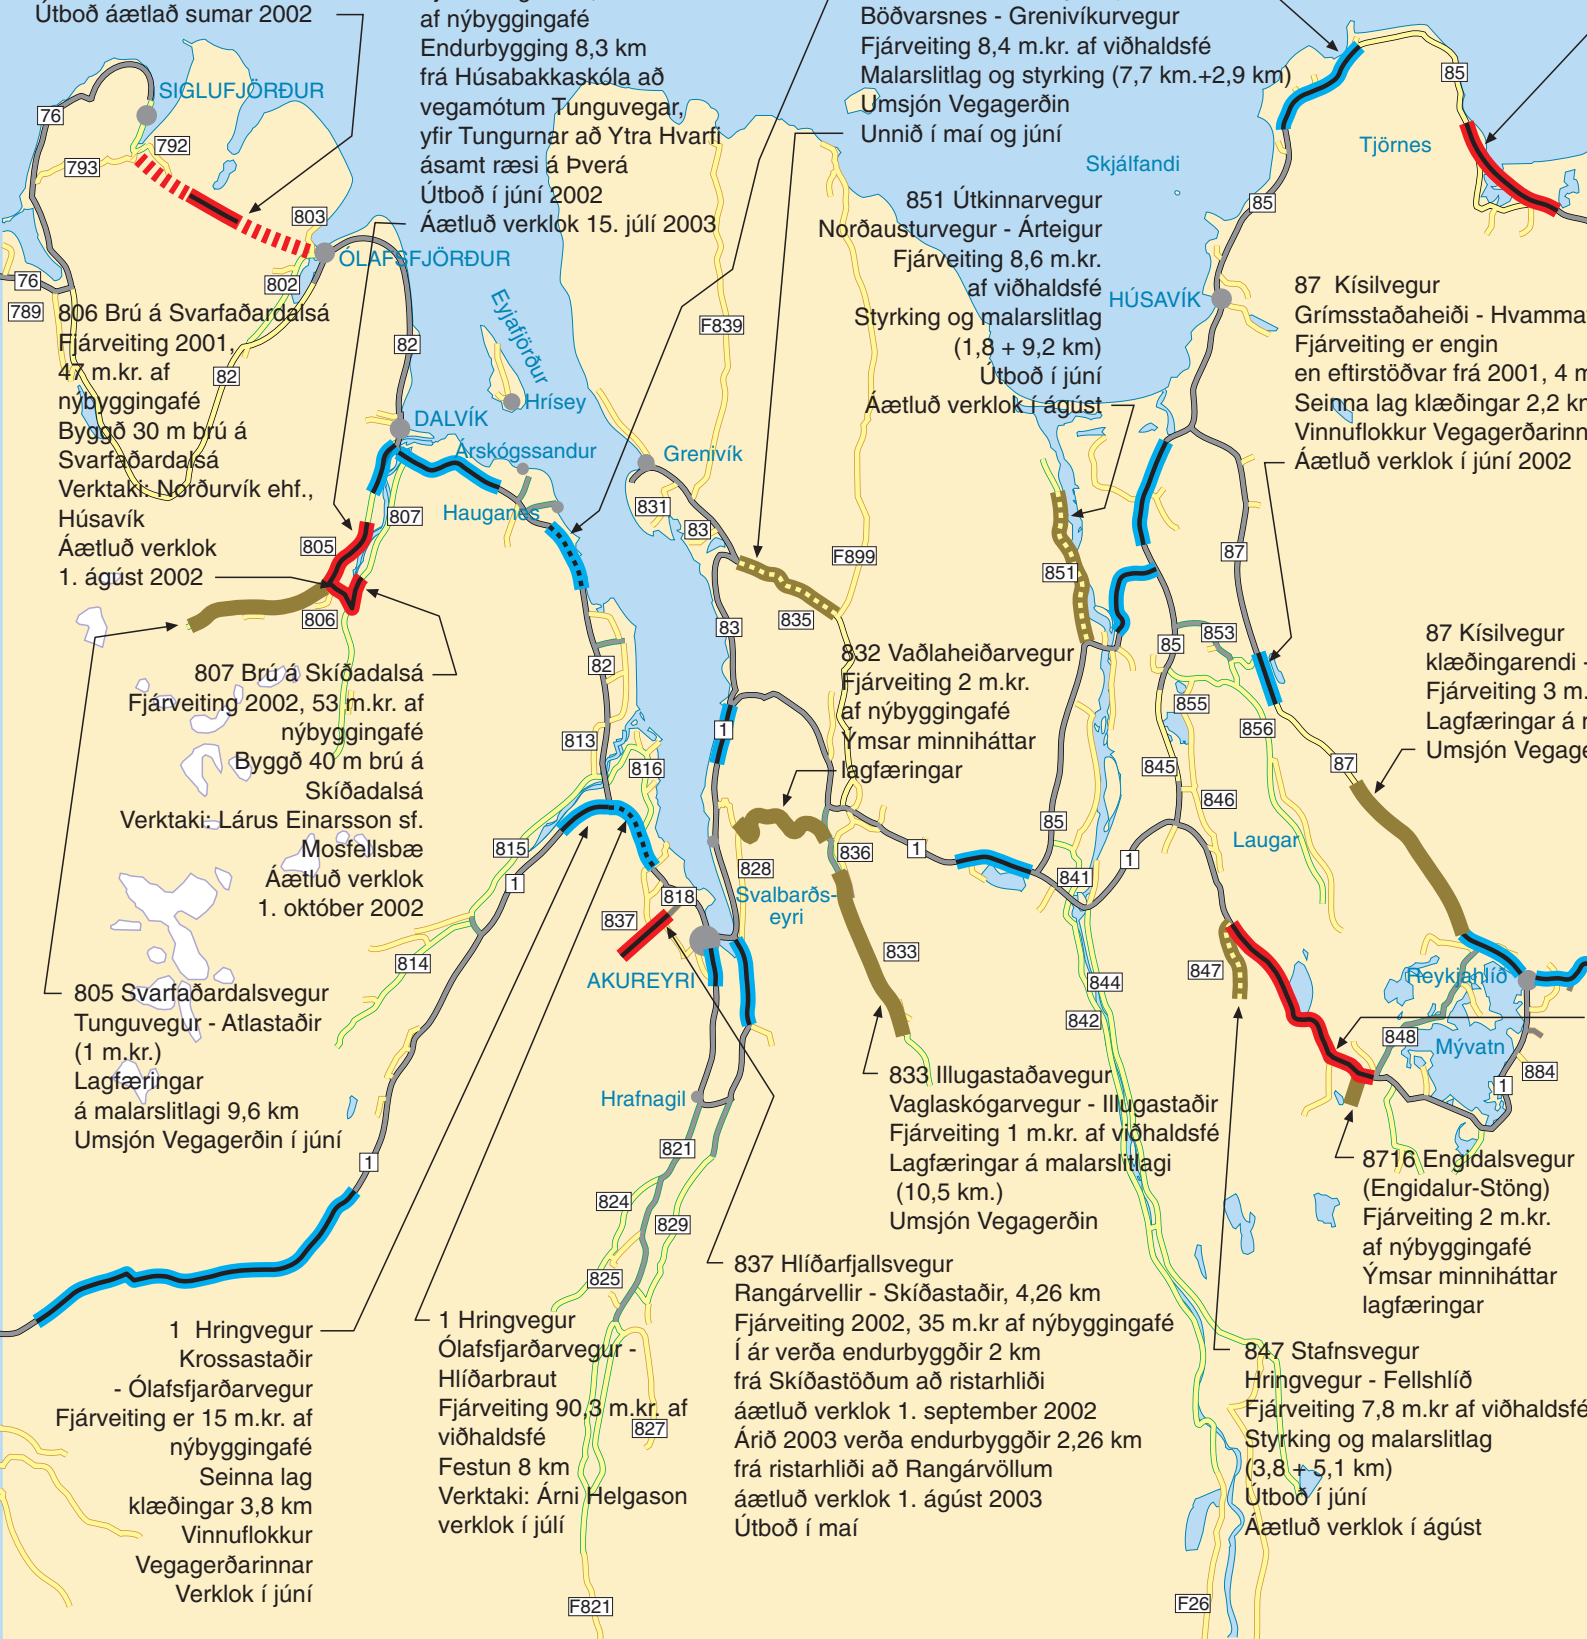 Útboð áætlað sumar 2002
af nýbyggingafé
Endurbygging 8,3 km
frá Húsabakkaskóla að
vegamótum Tunguvegar,
yfir Tungurnar að Ytra Hvarfi
ásamt ræsi á Þverá
Útboð í júní 2002
Áætluð verklok 15. júlí 2003
Böðvarsnes - Grenivíkurvegur
Fjárveiting 8,4 m.kr. af viðhaldsfé
Malarslitlag og styrking (7,7 km.+2,9 km)
Umsjón Vegagerðin
Unnið í maí og júní
851 Útkinnarvegur
Norðausturvegur - Árteigur
Fjárveiting 8,6 m.kr.
af viðhaldsfé
Styrking og malarslitlag
(1,8 + 9,2 km)
Útboð í júní
Áætluð verklok í ágúst
87 Kísilvegur
Grímsstaðaheiði - Hvamma
Fjárveiting er engin
en eftirstöðvar frá 2001, 4 m
Seinna lag klæðingar 2,2 km
Vinnuflokkur Vegagerðarinn
Áætluð verklok í júní 2002
806 Brú á Svarfaðardalsá
Fjárveiting 2001,
47 m.kr. af
nýbyggingafé
Byggð 30 m brú á
Svarfaðardalsá
Verktaki: Norðurvík ehf.,
Húsavík
Áætluð verklok
1. ágúst 2002
807 Brú á Skíðadalsá
Fjárveiting 2002, 53 m.kr. af
nýbyggingafé
Byggð 40 m brú á
Skíðadalsá
Verktaki: Lárus Einarsson sf.
Mosfellsbæ
Áætluð verklok
1. október 2002
832 Vaðlaheiðarvegur
Fjárveiting 2 m.kr.
af nýbyggingafé
Ýmsar minniháttar
lagfæringar
87 Kísilvegur
klæðingarendi -
Fjárveiting 3 m.
Lagfæringar á
Umsjón Vegage
805 Svarfaðardalsvegur
Tunguvegur - Atlastaðir
(1 m.kr.)
Lagfæringar
á malarslitlagi 9,6 km
Umsjón Vegagerðin í júní
833 Illugastaðavegur
Vaglaskógarvegur - Illugastaðir
Fjárveiting 1 m.kr. af viðhaldsfé
Lagfæringar á malarslitlagi
(10,5 km.)
Umsjón Vegagerðin
8716 Engidalsvegur
(Engidalur-Stöng)
Fjárveiting 2 m.kr.
af nýbyggingafé
Ýmsar minniháttar
lagfæringar
1 Hringvegur
Krossastaðir
- Ólafsfjarðarvegur
Fjárveiting er 15 m.kr. af
nýbyggingafé
Seinna lag
klæðingar 3,8 km
Vinnuflokkur
Vegagerðarinnar
Verklok í júní
1 Hringvegur
Ólafsfjarðarvegur -
Hlíðarbraut
Fjárveiting 90,3 m.kr. af
viðhaldsfé
Festun 8 km
Verktaki: Árni Helgason
verklok í júlí
837 Hlíðarfjallsvegur
Rangárvellir - Skíðastaðir, 4,26 km
Fjárveiting 2002, 35 m.kr af nýbyggingafé
Í ár verða endurbyggðir 2 km
frá Skíðastöðum að ristarhliði
áætluð verklok 1. september 2002
Árið 2003 verða endurbyggðir 2,26 km
frá ristarhliði að Rangárvöllum
áætluð verklok 1. ágúst 2003
Útboð í maí
847 Stafnsvegur
Hringvegur - Fellshlíð
Fjárveiting 7,8 m.kr af viðhaldsfé
Styrking og malarslitlag
(3,8 + 5,1 km)
Útboð í júní
Áætluð verklok í ágúst
SIGLUFJÖRÐUR
ÓLAFSFJÖRÐUR
Eyjafjörður
Hrísey
DALVÍK
Árskógssandur
Hauganes
Grenivík
Skjálfandi
Tjörnes
HÚSAVÍK
Laugar
Svalbarðs-
eyri
AKUREYRI
Hrafnagil
Reykjahlíð
Mývatn
76
792
793
803
802
76
789
82
82
807
805
806
F839
831
83
F899
835
83
82
813
816
815
1
1
814
818
837
828
836
1
833
1
821
824
829
825
827
F821
85
85
87
851
85
853
855
856
87
845
846
85
1
841
847
844
842
848
884
1
F26